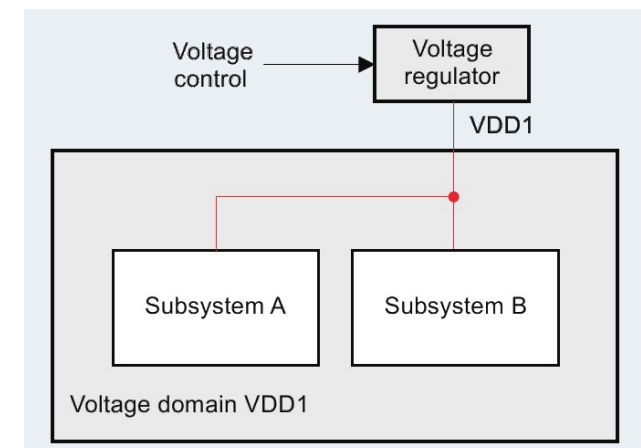 Voltage
control
Voltage
regulator
VDD1
Subsystem A
Subsystem B
Voltage domain VDD1